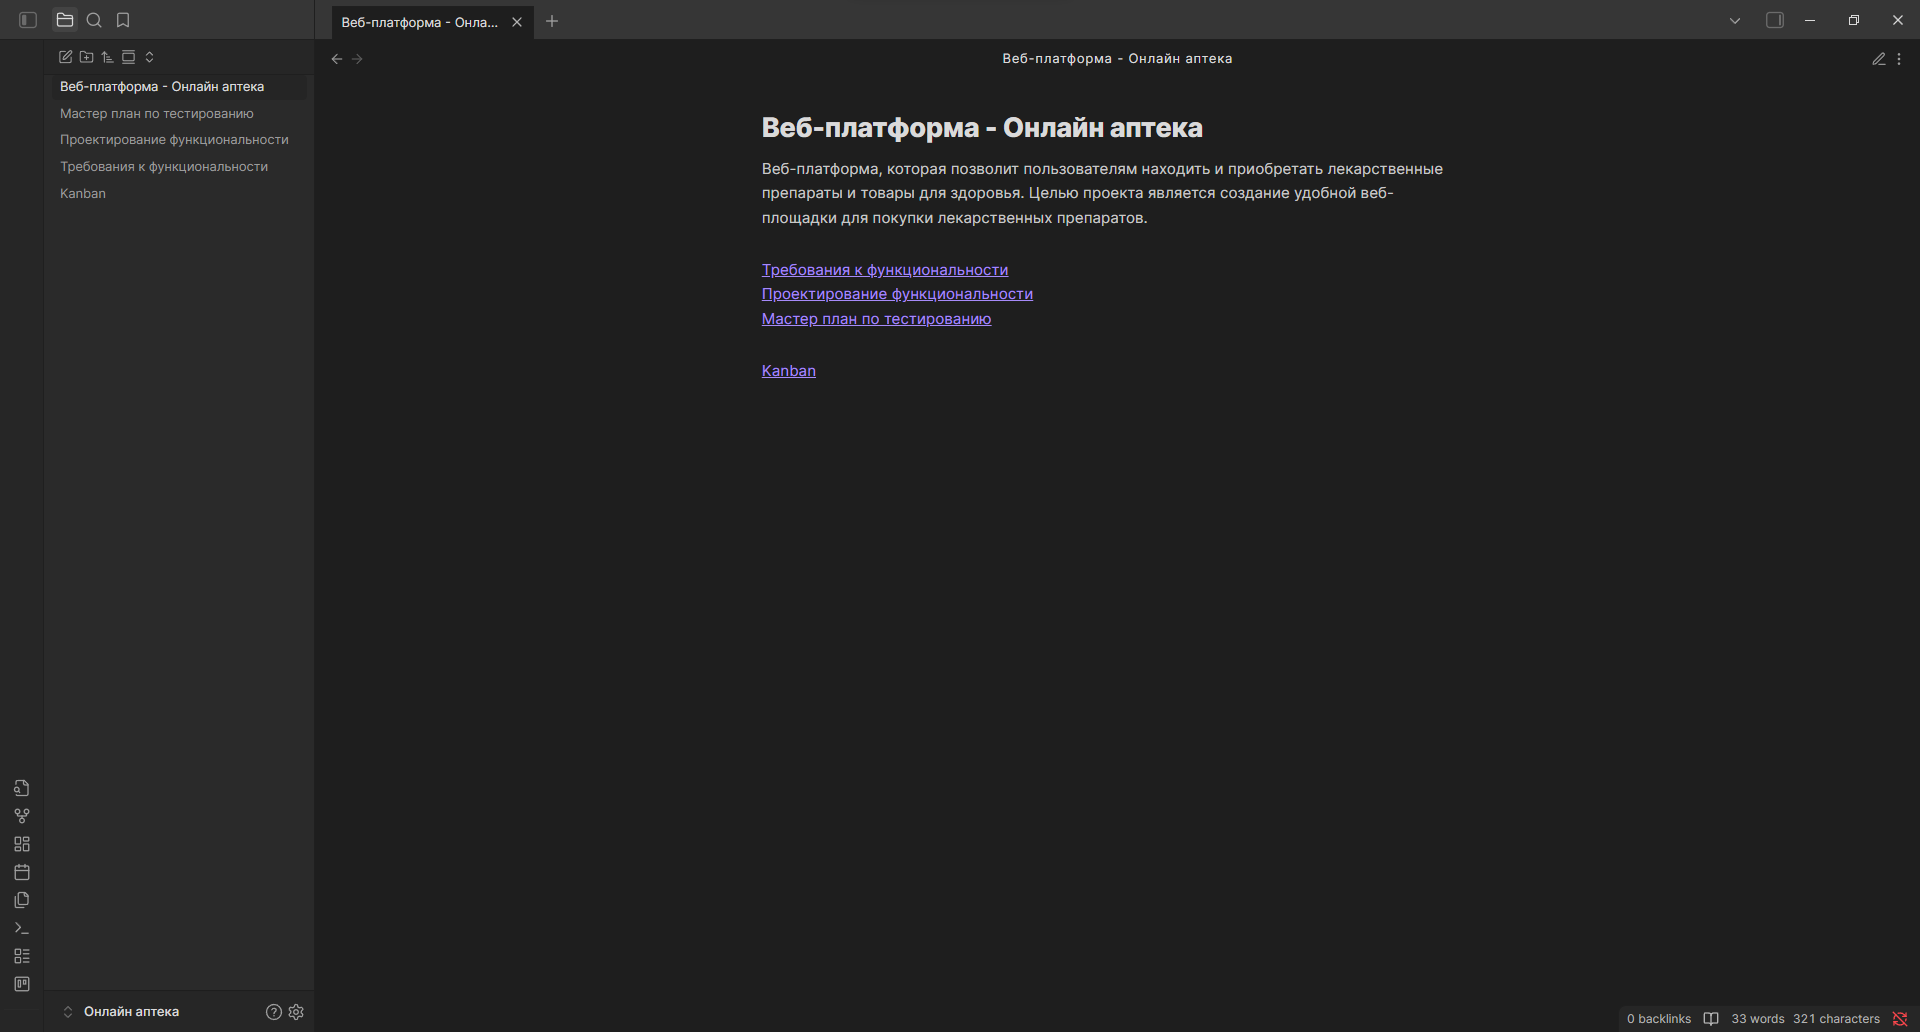 Веб-платформа - Онла...
Веб-платформа - Онлайн аптека
Мастер план по тестированию
Проектирование функциональности
Требования к функциональности
Kanban
Веб-платформа - Онлайн аптека
Веб-платформа - Онлайн аптека
Веб-платформа, которая позволит пользователям находить и приобретать лекарственные
препараты и товары для здоровья. Целью проекта является создание удобной веб-
площадки для покупки лекарственных препаратов.
Требования к функциональности
Проектирование функциональности
Мастер план по тестированию
Kanban
Онлайн аптека
0 backlinks 33 words 321 characters